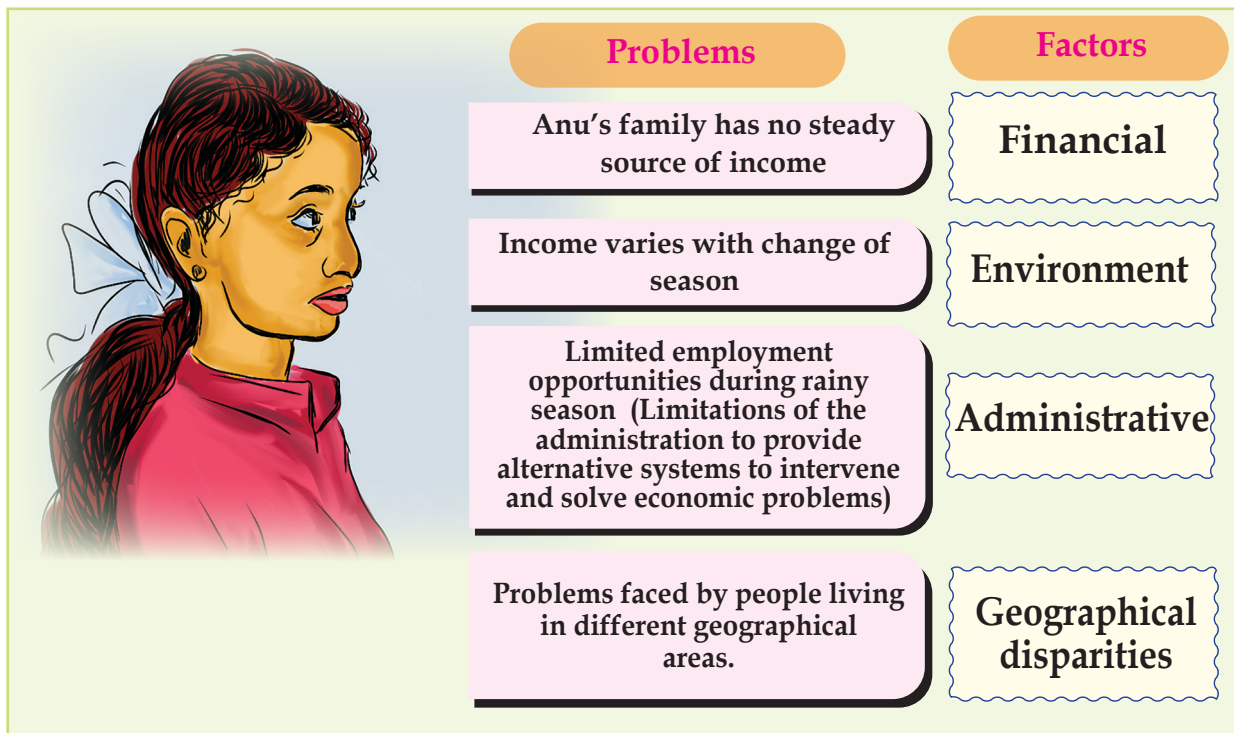 Problems
Factors
Anu's family has no steady
source of income
Financial
Income varies with change of
season
Environment
Limited employment
opportunities during rainy
season (Limitations of the
administration to provide
alternative systems to intervene
and solve economic problems)
Administrative
Problems faced by people living
in different geographical
areas.
Geographical
disparities